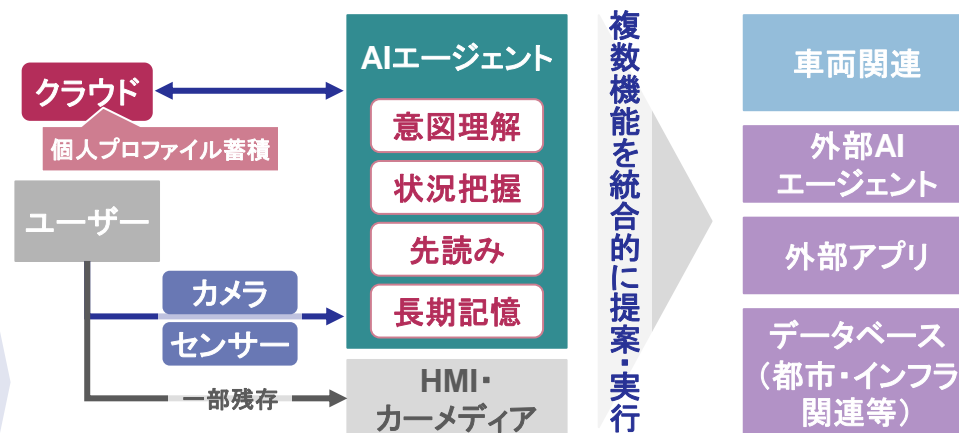 クラウド
個人プロファイル蓄積
ユーザー
カメラ
センサー
一部残存
AIエージェント
意図理解
状況把握
先読み
長期記憶
HMI・
カーメディア
複数機能を統合的に提案・実行
車両関連
外部AI
エージェント
外部アプリ
データベース
（都市・インフラ
関連等）